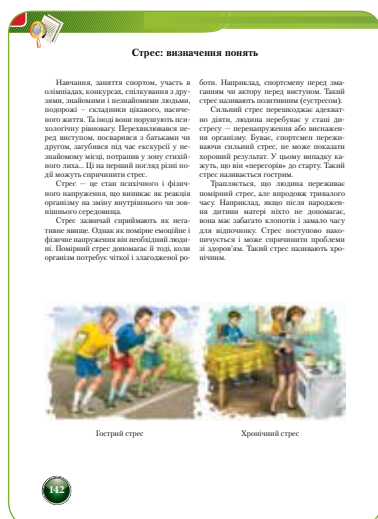 Стрес: визначення понять
Навчання, заняття спортом, участь в
олімпіадах, конкурсах, спілкування з дру-
зями, знайомими і незнайомими людьми,
подорожі — складники цікавого, насиче-
ного життя. Та іноді вони порушують пси-
хологічну рівновагу. Перехвилювався пе-
ред виступом, посварився з батьками чи
другом, загубився під час екскурсії у не-
знайомому місці, потрапив у зону стихій-
ного лиха... Ці на перший погляд різні по-
дії можуть спричинити стрес.
Стрес — це стан психічного і фізич-
ного напруження, що виникає як реакція
організму на зміну внутрішнього чи зов-
нішнього середовища.
Стрес зазвичай сприймають як нега-
тивне явище. Однак як помірне емоційне і
фізичне напруження він необхідний люди-
ні. Помірний стрес допомагає й тоді, коли
організм потребує чіткої і злагодженої ро-
боти. Наприклад, спортсмену перед зма-
ганням чи актору перед виступом. Такий
стрес називають позитивним (еустресом).
Сильний стрес перешкоджає адекват-
но діяти, людина перебуває у стані ди-
стресу — перенапруження або виснажен-
ня організму. Буває, спортсмен пережи-
ваючи сильний стрес, не може показати
хороший результат. У цьому випадку ка-
жуть, що він «перегорів» до старту. Такий
стрес називається гострим.
Трапляється, що людина переживає
помірний стрес, але впродовж тривалого
часу. Наприклад, якщо після народжен-
ня дитини матері ніхто не допомагає,
вона має забагато клопотів і замало часу
для відпочинку. Стрес поступово нако-
пичується і може спричинити проблеми
зі здоров'ям. Такий стрес називають хро-
нічним.
Гострий стрес
Хронічний стрес
142